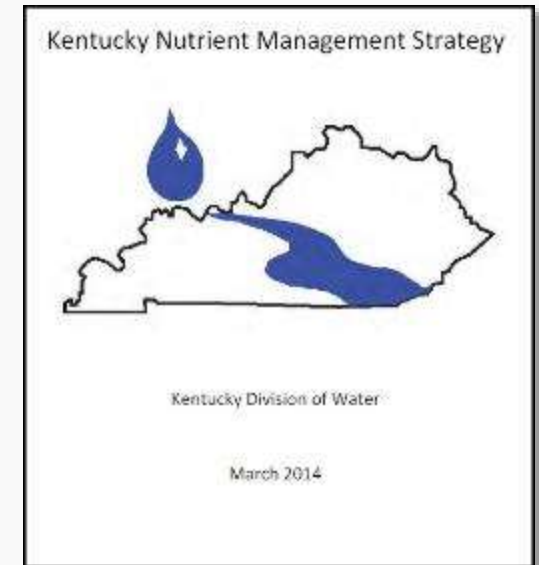 Kentucky Nutrient Management Strategy
Kentucky Division of Water
March 2014